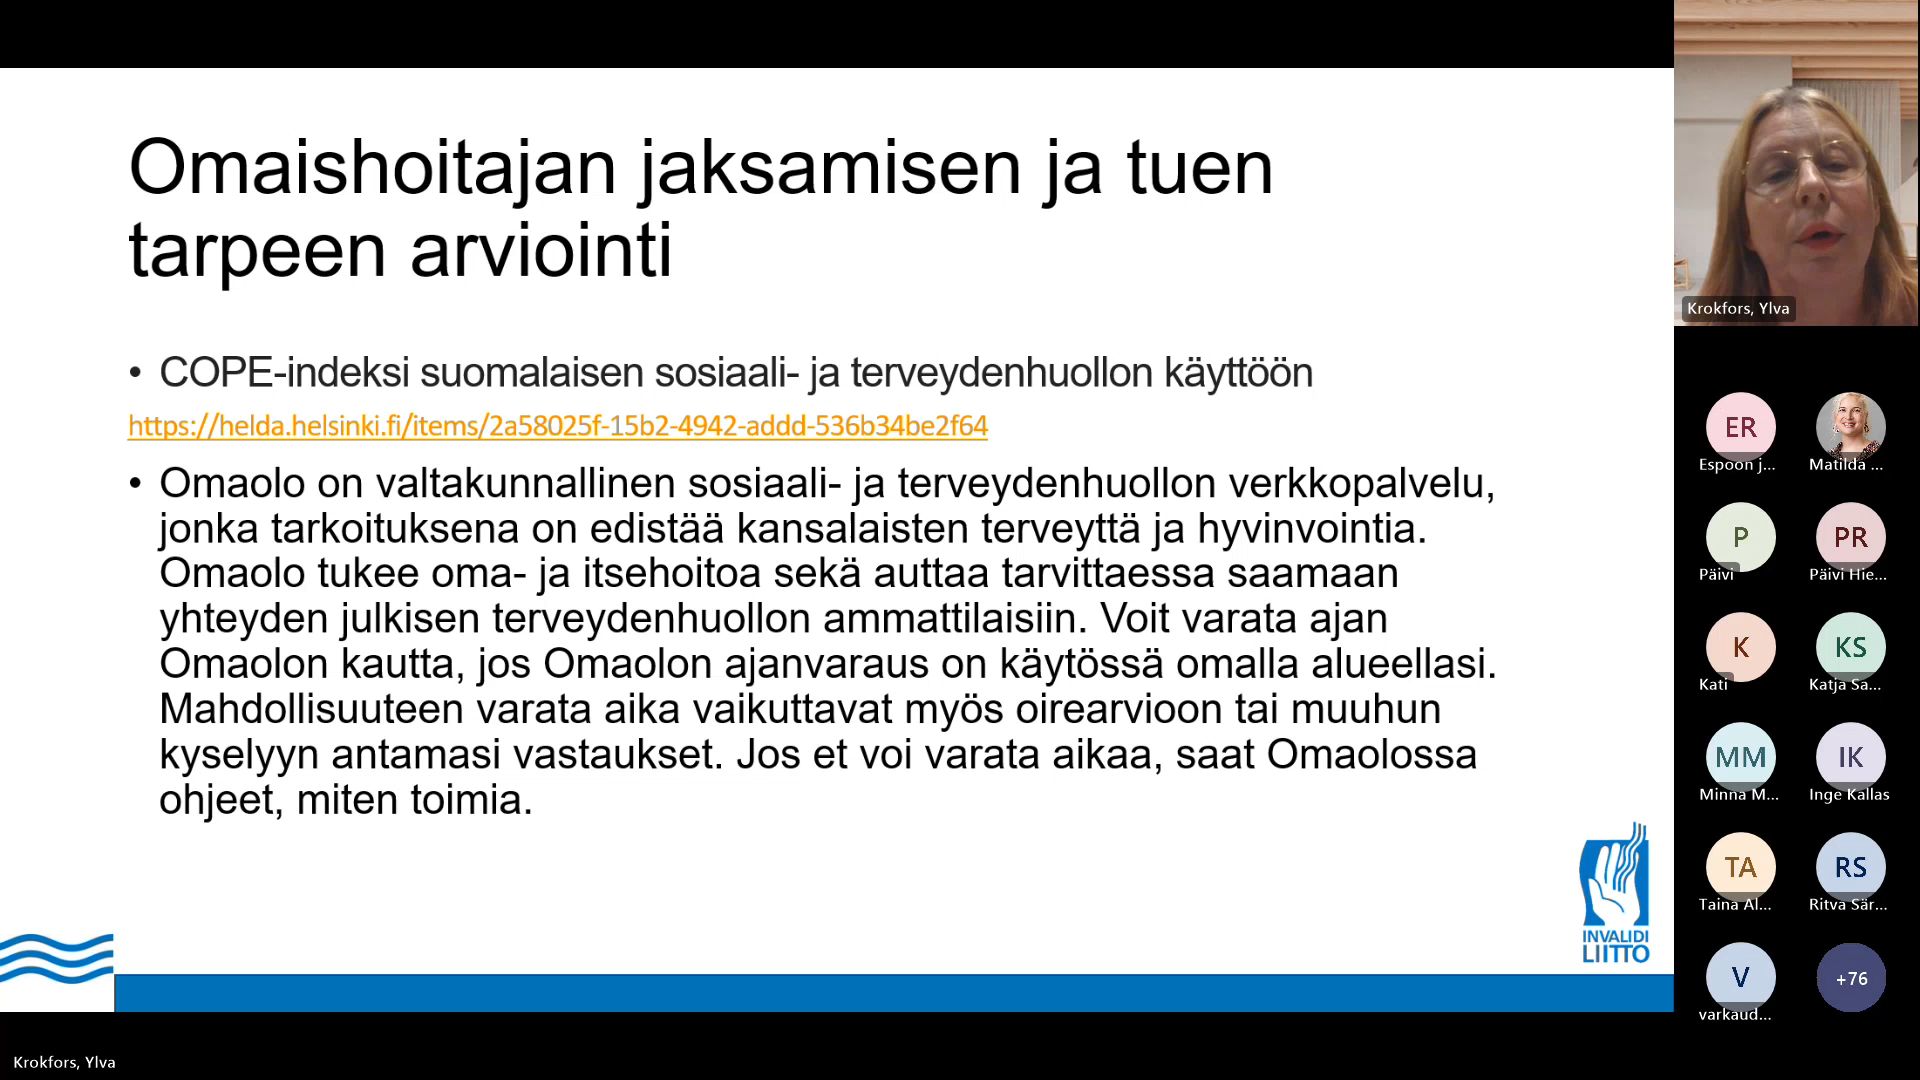 Omaishoitajan jaksamisen ja tuen
tarpeen arviointi
• COPE-indeksi suomalaisen sosiaali- ja terveydenhuollon käyttöön
https://helda.helsinki.fi/items/2a58025f-15b2-4942-addd-536b34be2f64
• Omaolo on valtakunnallinen sosiaali- ja terveydenhuollon verkkopalvelu,
jonka tarkoituksena on edistää kansalaisten terveyttä ja hyvinvointia.
Omaolo tukee oma- ja itsehoitoa sekä auttaa tarvittaessa saamaan
yhteyden julkisen terveydenhuollon ammattilaisiin. Voit varata ajan
Omaolon kautta, jos Omaolon ajanvaraus on käytössä omalla alueellasi.
Mahdollisuuteen varata aika vaikuttavat myös oirearvioon tai muuhun
kyselyyn antamasi vastaukset. Jos et voi varata aikaa, saat Omaolossa
ohjeet, miten toimia.
INVALIDI
LIITTO
Krokfors, Ylva
Krokfors, Ylva
ER
Espoon j...
Matilda ...
P
Päivi
PR
Päivi Hie...
K
Kati
KS
Katja Sa...
MM
Minna M...
IK
Inge Kallas
TA
Taina Al...
RS
Ritva Sär...
V
varkaud...
+76